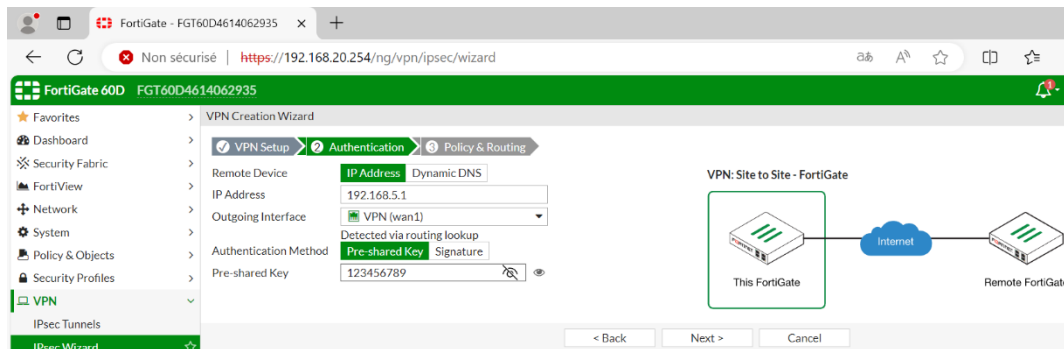 FortiGate - FGT60D4614062935
Non sécurisé https://192.168.20.254/ng/vpn/ipsec/wizard
FortiGate 60D FGT60D4614062935
1
Favorites
Dashboard
Security Fabric
FortiView
Network
System
Policy & Objects
Security Profiles
VPN
IPsec Tunnels
IPsec Wizard
VPN Creation Wizard
VPN Setup 2 Authentication 3 Policy & Routing
Remote Device IP Address Dynamic DNS
IP Address 192.168.5.1
Outgoing Interface VPN (wan1)
Detected via routing lookup
Authentication Method Pre-shared Key Signature
Pre-shared Key 123456789
VPN: Site to Site - FortiGate
Internet
This FortiGate
Remote FortiGate
< Back Next > Cancel